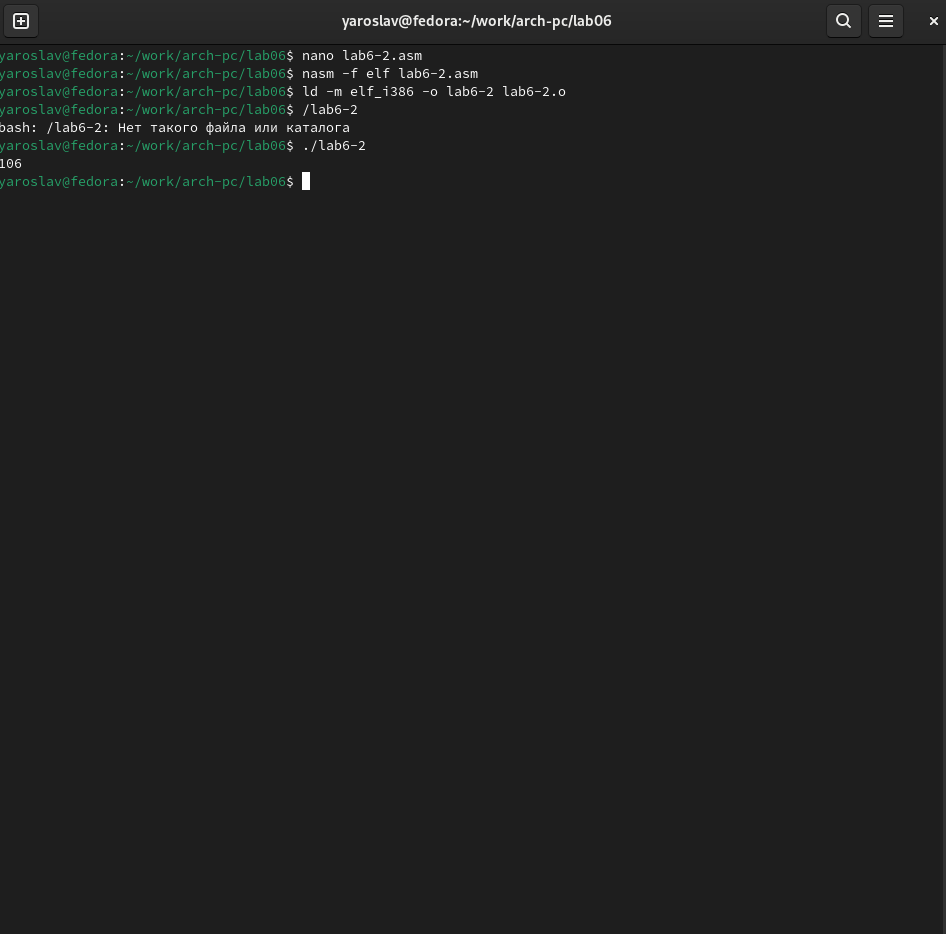 yaroslav@fedora:~/work/arch-pc/lab06
yaroslav@fedora:~/work/arch-pc/lab06$ nano lab6-2.asm
yaroslav@fedora:~/work/arch-pc/lab06$ nasm -f elf lab6-2.asm
yaroslav@fedora:~/work/arch-pc/lab06$ ld -m elf_i386 -o lab6-2 lab6-2.o
yaroslav@fedora:~/work/arch-pc/lab06$ /lab6-2
bash: /lab6-2: Нет такого файла или каталога
yaroslav@fedora:~/work/arch-pc/lab06$ ./lab6-2
106
yaroslav@fedora:~/work/arch-pc/lab06$